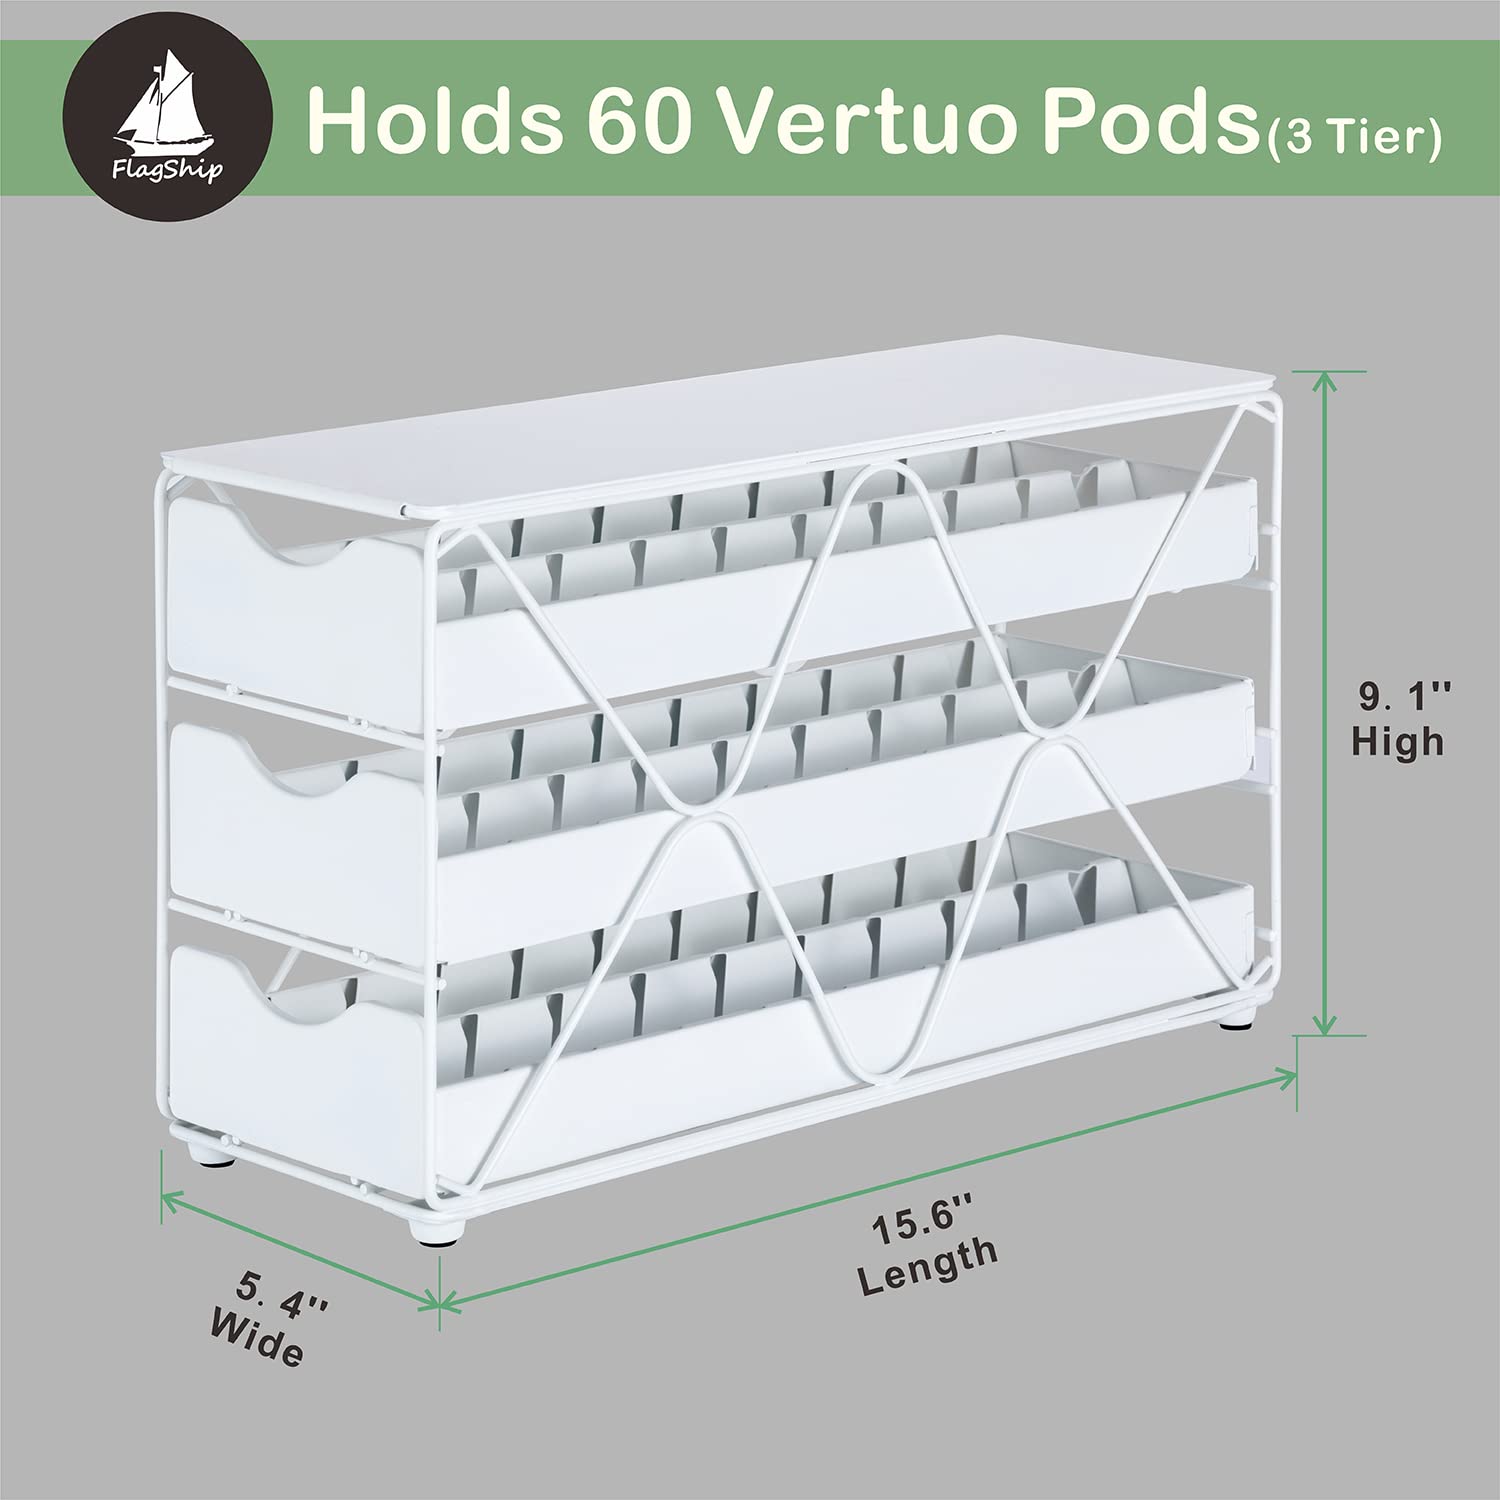 FlagShip
Holds 60 Vertuo Pods(3 Tier)
9. 1''
High
15.6''
Length
5. 4''
Wide